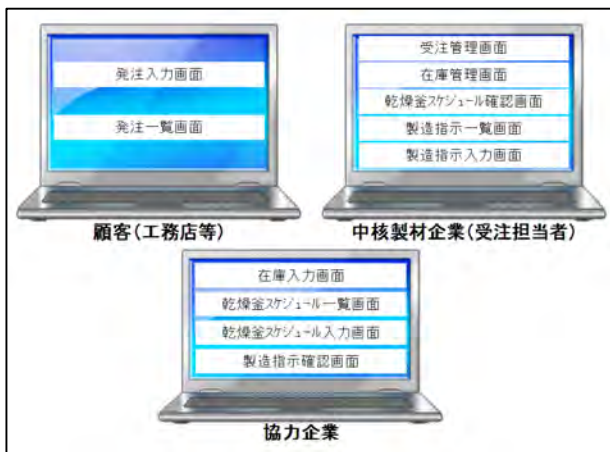 発注入力画面
発注一覧画面
顧客(工務店等)
受注管理画面
在庫管理画面
乾燥釜スケジュール確認画面
製造指示一覧画面
製造指示入力画面
中核製材企業(受注担当者)
在庫入力画面
乾燥釜スケジュール一覧画面
乾燥釜スケジュール入力画面
製造指示確認画面
協力企業